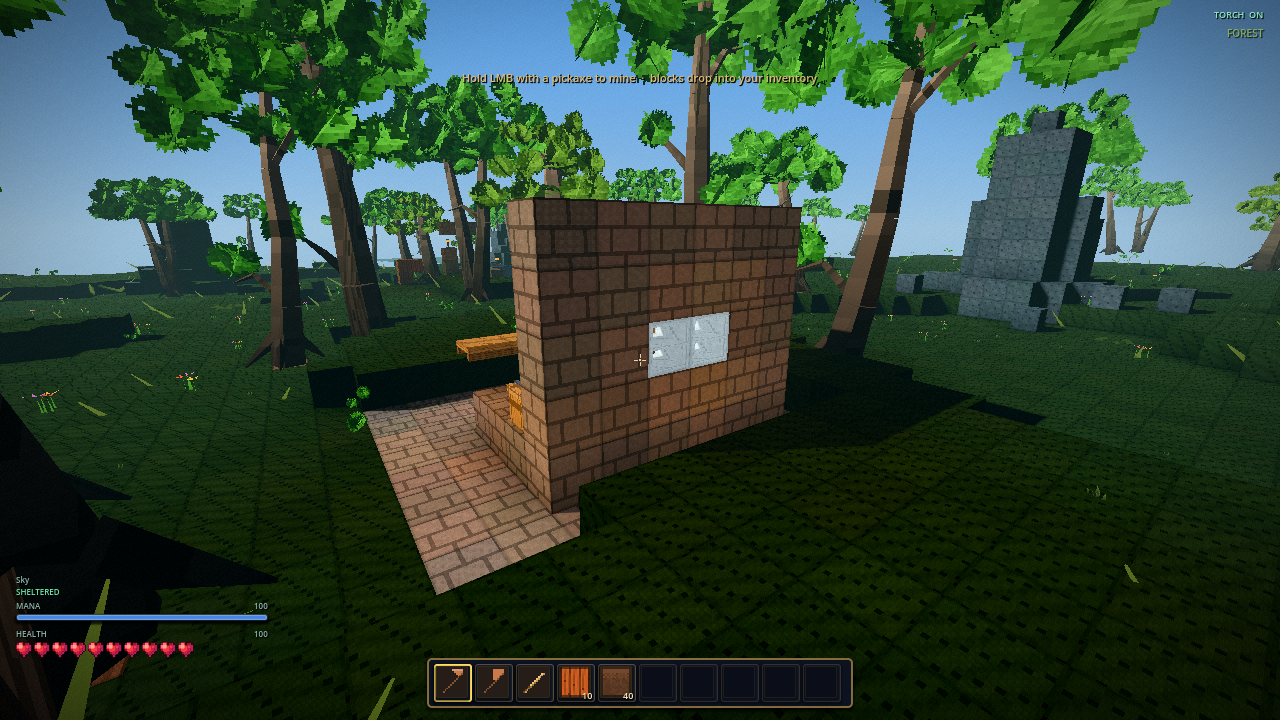 TORCH ON
FOREST
Hold LMB with a pickaxe to mine - blocks drop into your inventory.
Sky
SHELTERED
MANA 100
HEALTH 100
10 40